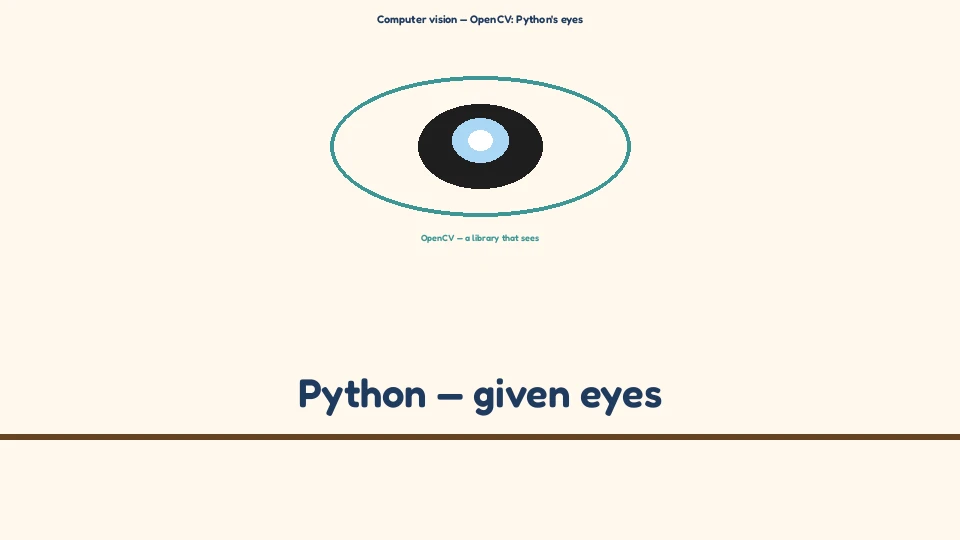 Computer vision — OpenCV: Python's eyes
OpenCV — a library that sees
Python — given eyes